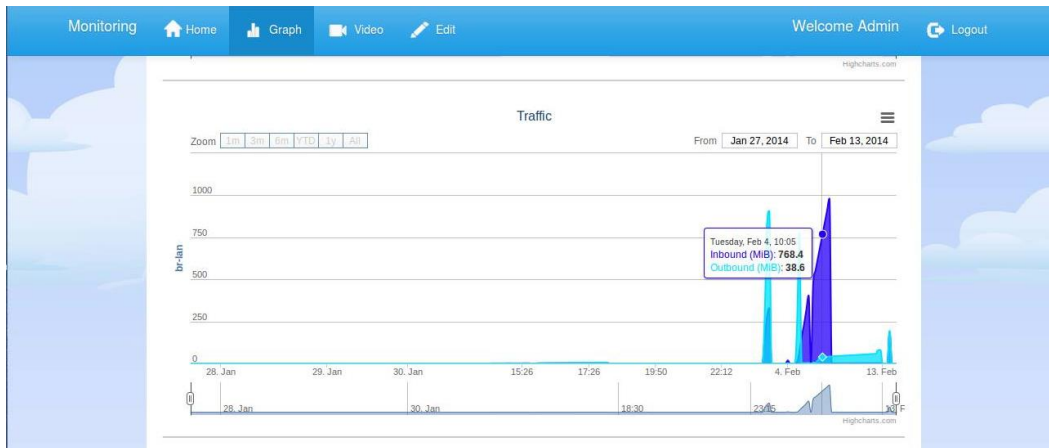 Monitoring Home Graph Video Edit Welcome Admin Logout
Highcharts.com
Traffic
Zoom 1m 3m 6m YTD 1y All From Jan 27, 2014 To Feb 13, 2014
1000
750
Tuesday, Feb 4, 10:05
Inbound (MiB): 768.4
Outbound (MiB): 38.6
br-lan
500
250
0
28. Jan 29. Jan 30. Jan 15:26 17:26 19:50 22:12 4. Feb 13. Feb
28. Jan 30. Jan 18:30
Highcharts.com